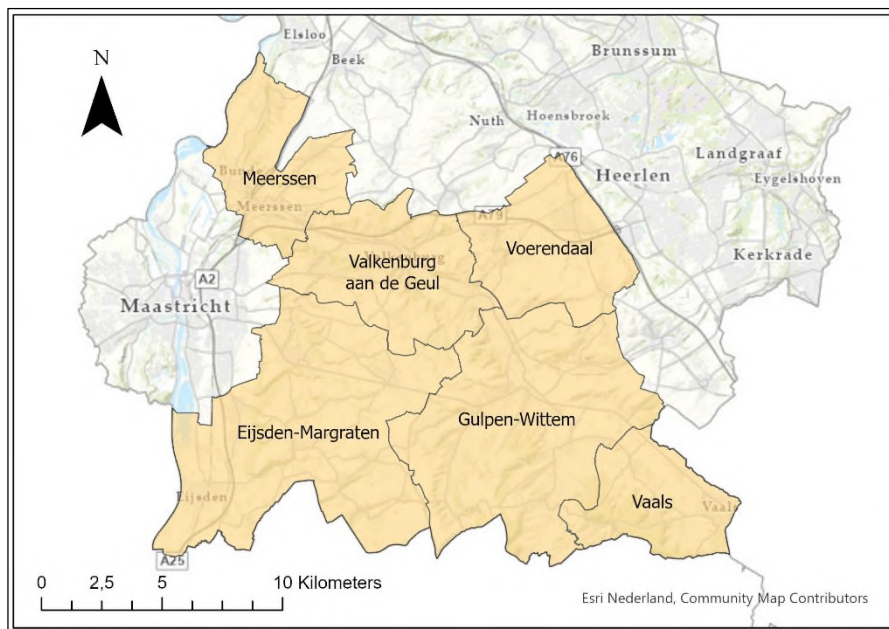 Elsloo
Beek
Brunssum
N
Nuth
Hoensbroek
A76
Heerlen
Landgraaf
Eygelshoven
Meerssen
Meerssen
A79
Voerendaal
Kerkrade
Valkenburg
aan de Geul
A2
Maastricht
Eijsden-Margraten
Gulpen-Wittem
Eijsden
Vaals
Vaals
A25
0 2,5 5 10 Kilometers
Esri Nederland, Community Map Contributors